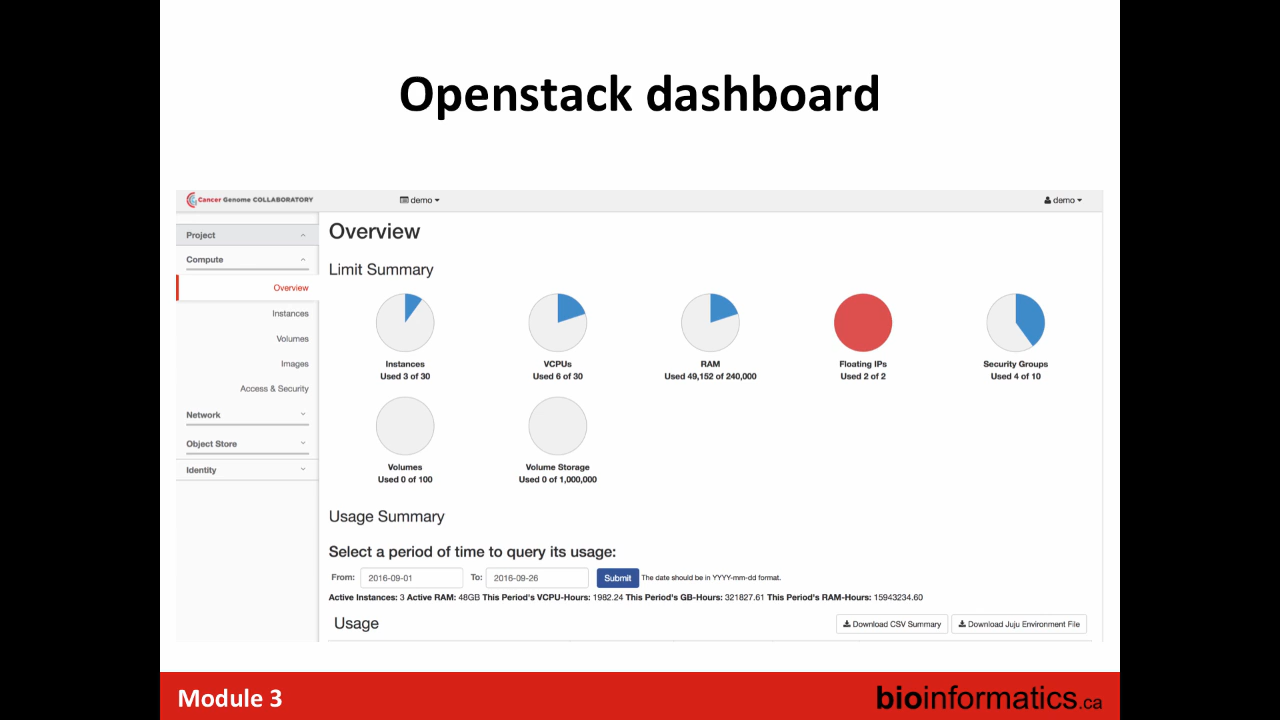 Openstack dashboard
Cancer Genome COLLABORATORY
demo
demo
Project
Compute
Overview
Instances
Volumes
Images
Access & Security
Network
Object Store
Identity
Overview
Limit Summary
Instances
Used 3 of 30
VCPUs
Used 6 of 30
RAM
Used 49,152 of 240,000
Floating IPs
Used 2 of 2
Security Groups
Used 4 of 10
Volumes
Used 0 of 100
Volume Storage
Used 0 of 1,000,000
Usage Summary
Select a period of time to query its usage:
From: 2016-09-01 To: 2016-09-26 Submit The date should be in YYYY-mm-dd format.
Active Instances: 3 Active RAM: 48GB This Period's VCPU-Hours: 1982.24 This Period's GB-Hours: 321827.61 This Period's RAM-Hours: 15943234.60
Usage
Download CSV Summary
Download Juju Environment File
Module 3
bioinformatics.ca